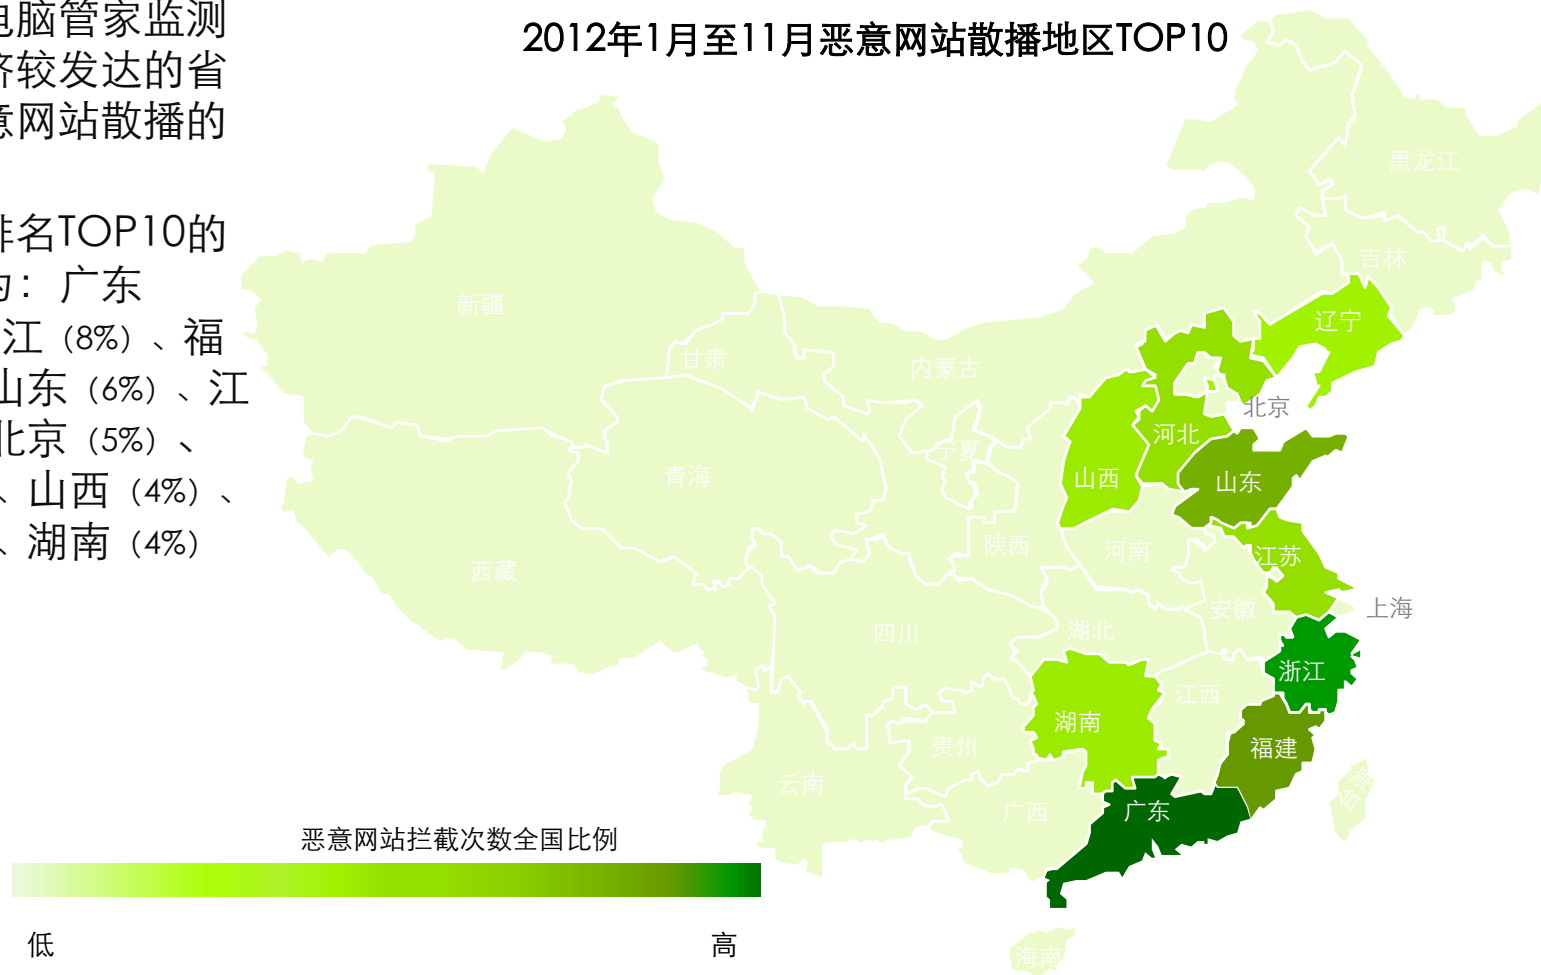 2012年1月至11月恶意网站散播地区TOP10
电脑管家监测
济较发达的省
意网站散播的
排名TOP10的
为：广东
江（8%）、福
山东（6%）、江
北京（5%）、
、山西（4%）、
、湖南（4%）
黑龙江
吉林
辽宁
新疆
甘肃
内蒙古
北京
河北
宁夏
山西
山东
青海
陕西
河南
江苏
西藏
安徽
上海
四川
湖北
浙江
江西
湖南
贵州
福建
云南
广西
广东
台湾
海南
恶意网站拦截次数全国比例
低
高